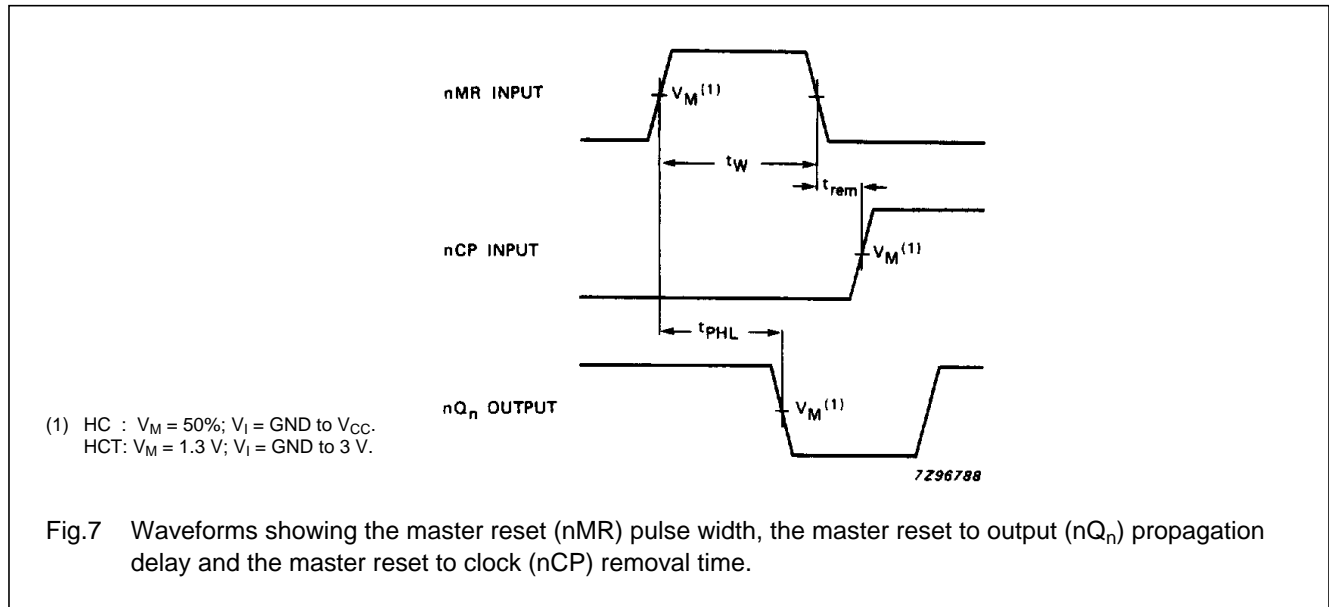 nMR INPUT
V_M(1)
t_W
t_rem
nCP INPUT
V_M(1)
t_PHL
nQ_n OUTPUT
V_M(1)
(1) HC : V_M = 50%; V_I = GND to V_CC.
HCT: V_M = 1.3 V; V_I = GND to 3 V.
7Z96788
Fig.7 Waveforms showing the master reset (nMR) pulse width, the master reset to output (nQ_n) propagation
delay and the master reset to clock (nCP) removal time.